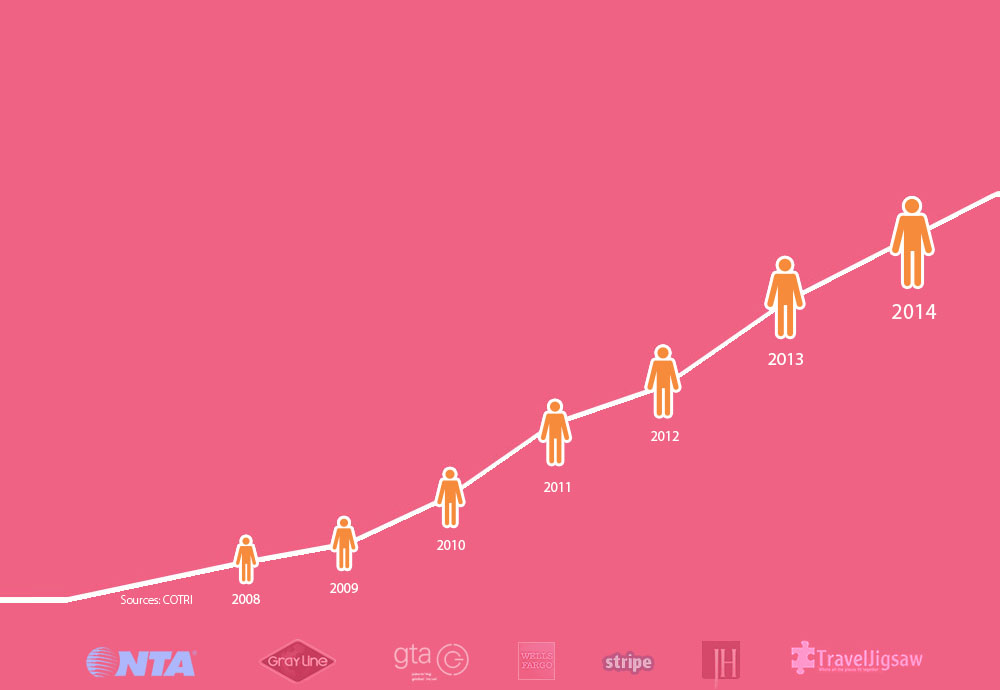 2014
2013
2012
2011
2010
2009
2008
Sources: COTRI
NTA
GRAY LINE
gta
WELLS
FARGO
stripe
JH
TravelJigsaw